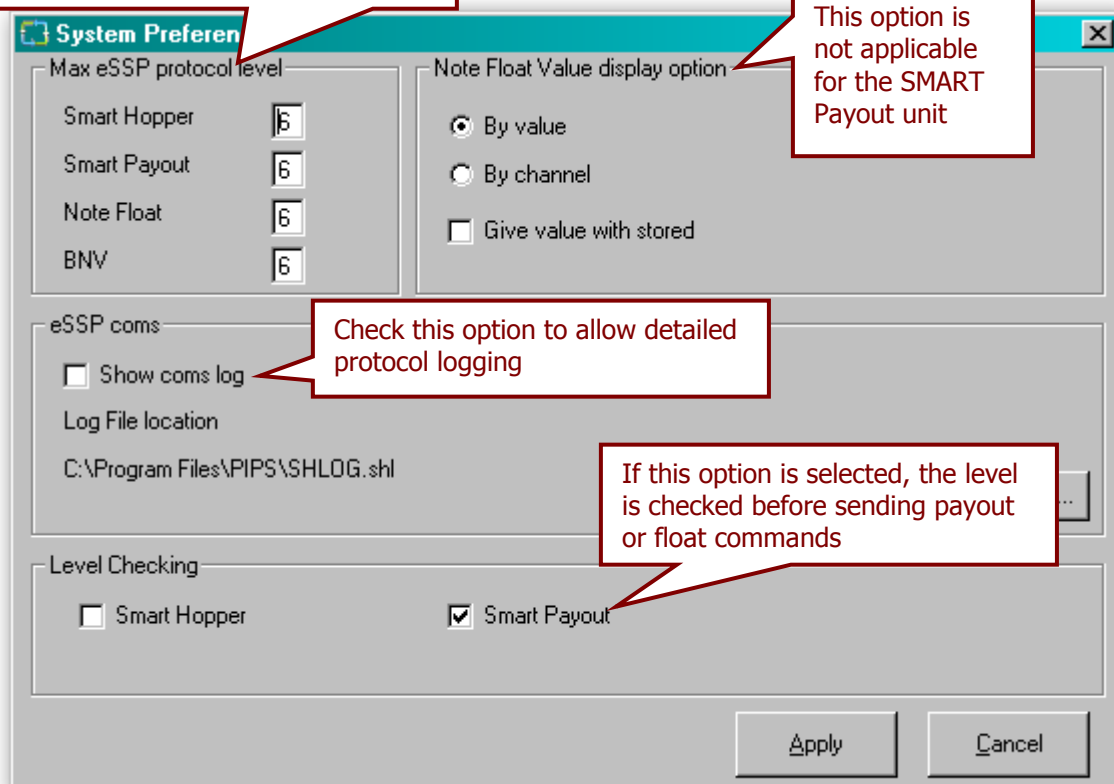 This option is
not applicable
for the SMART
Payout unit
System Preferen
Max eSSP protocol level
Smart Hopper 6
Smart Payout 6
Note Float 6
BNV 6
Note Float Value display option
By value
By channel
Give value with stored
eSSP coms
Show coms log
Check this option to allow detailed
protocol logging
Log File location
C:\Program Files\PIPS\SHLOG.shl
...
If this option is selected, the level
is checked before sending payout
or float commands
Level Checking
Smart Hopper
Smart Payout
Apply
Cancel